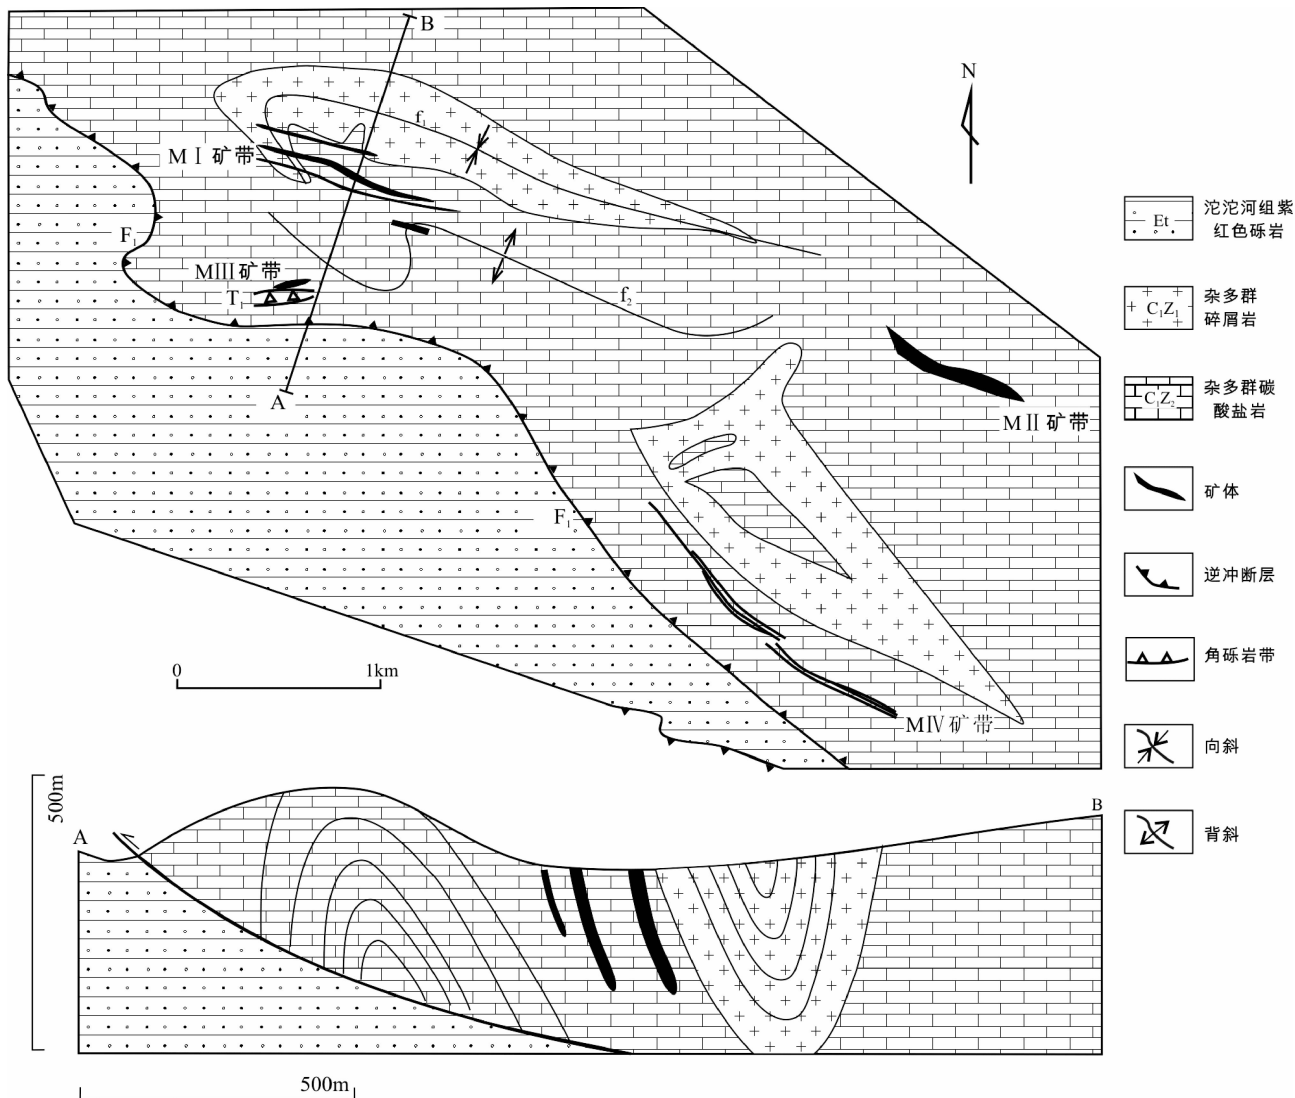 B
N
f₁
MⅠ矿带
F₁
MⅢ矿带
T₁
f₂
A
MⅡ矿带
F₁
MⅣ矿带
0 1km
Et
沱沱河组紫
红色砾岩
C₁Z₁
杂多群
碎屑岩
C₁Z₂
杂多群碳
酸盐岩
矿体
逆冲断层
角砾岩带
向斜
背斜
500m
A
B
500m